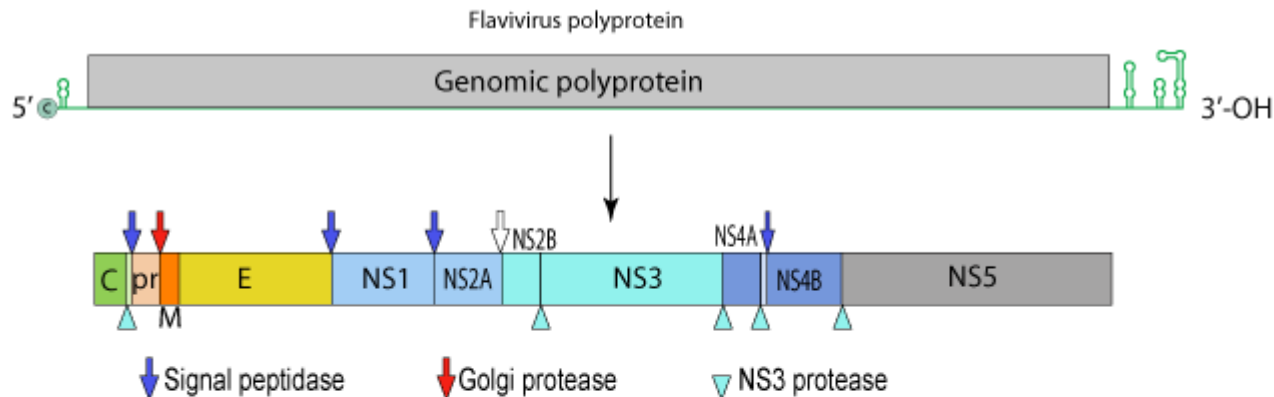 Flavivirus polyprotein
Genomic polyprotein
5′ C 3′-OH
NS2B NS4A
C pr E NS1 NS2A NS3 NS4B NS5
M
Signal peptidase Golgi protease NS3 protease